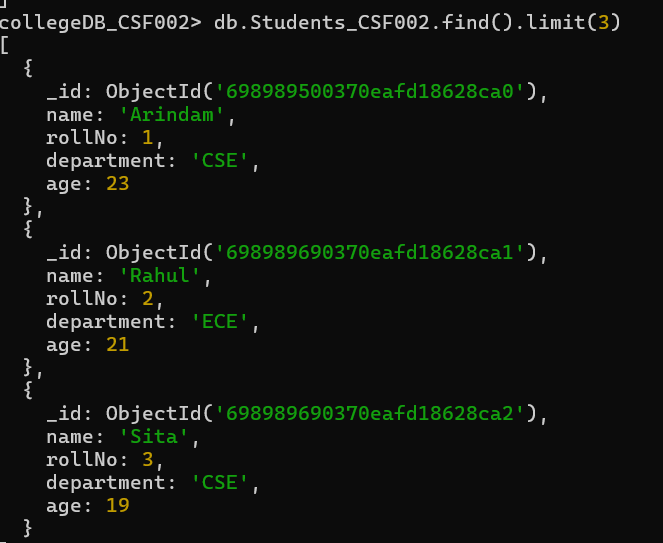 collegeDB_CSF002> db.Students_CSF002.find().limit(3)
[
  {
    _id: ObjectId('698989500370eafd18628ca0'),
    name: 'Arindam',
    rollNo: 1,
    department: 'CSE',
    age: 23
  },
  {
    _id: ObjectId('698989690370eafd18628ca1'),
    name: 'Rahul',
    rollNo: 2,
    department: 'ECE',
    age: 21
  },
  {
    _id: ObjectId('698989690370eafd18628ca2'),
    name: 'Sita',
    rollNo: 3,
    department: 'CSE',
    age: 19
  }